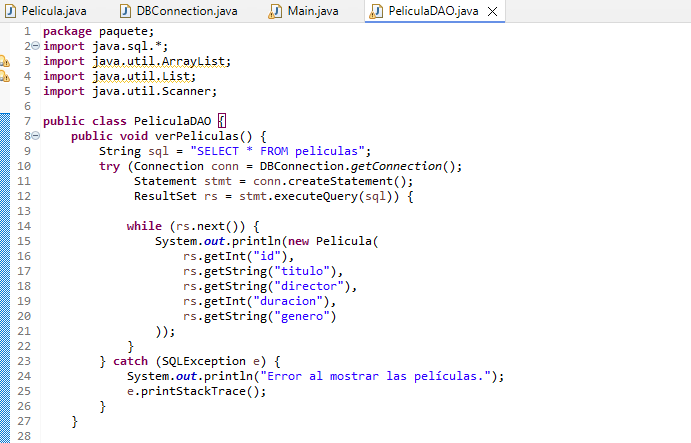 Pelicula.java DBConnection.java Main.java PeliculaDAO.java
1 package paquete;
2 import java.sql.*;
3 import java.util.ArrayList;
4 import java.util.List;
5 import java.util.Scanner;
6
7 public class PeliculaDAO {
8     public void verPeliculas() {
9         String sql = "SELECT * FROM peliculas";
10         try (Connection conn = DBConnection.getConnection();
11              Statement stmt = conn.createStatement();
12              ResultSet rs = stmt.executeQuery(sql)) {
13
14             while (rs.next()) {
15                 System.out.println(new Pelicula(
16                     rs.getInt("id"),
17                     rs.getString("titulo"),
18                     rs.getString("director"),
19                     rs.getInt("duracion"),
20                     rs.getString("genero")
21                 ));
22             }
23         } catch (SQLException e) {
24             System.out.println("Error al mostrar las películas.");
25             e.printStackTrace();
26         }
27     }
28